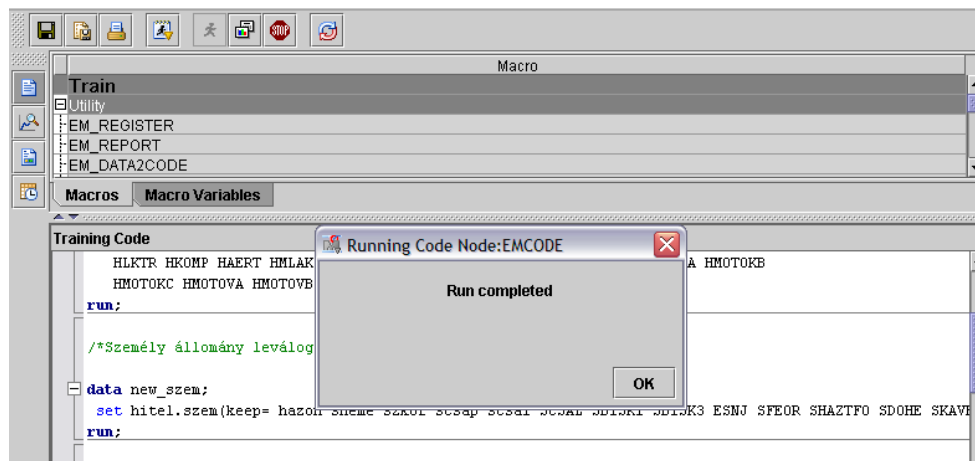 STOP
Macro
Train
Utility
EM_REGISTER
EM_REPORT
EM_DATA2CODE
Macros Macro Variables
Training Code
Running Code Node:EMCODE
Run completed
OK
HLKTR HKOMP HAERT HMLAK A HMOTOKB
HMOTOKC HMOTOVA HMOTOVB
run;
/*Személy állomány leválog
data new_szem;
set hitel.szem(keep= hazon ESNJ SFEOR SHAZTFO SDOHE SKAVE
run;